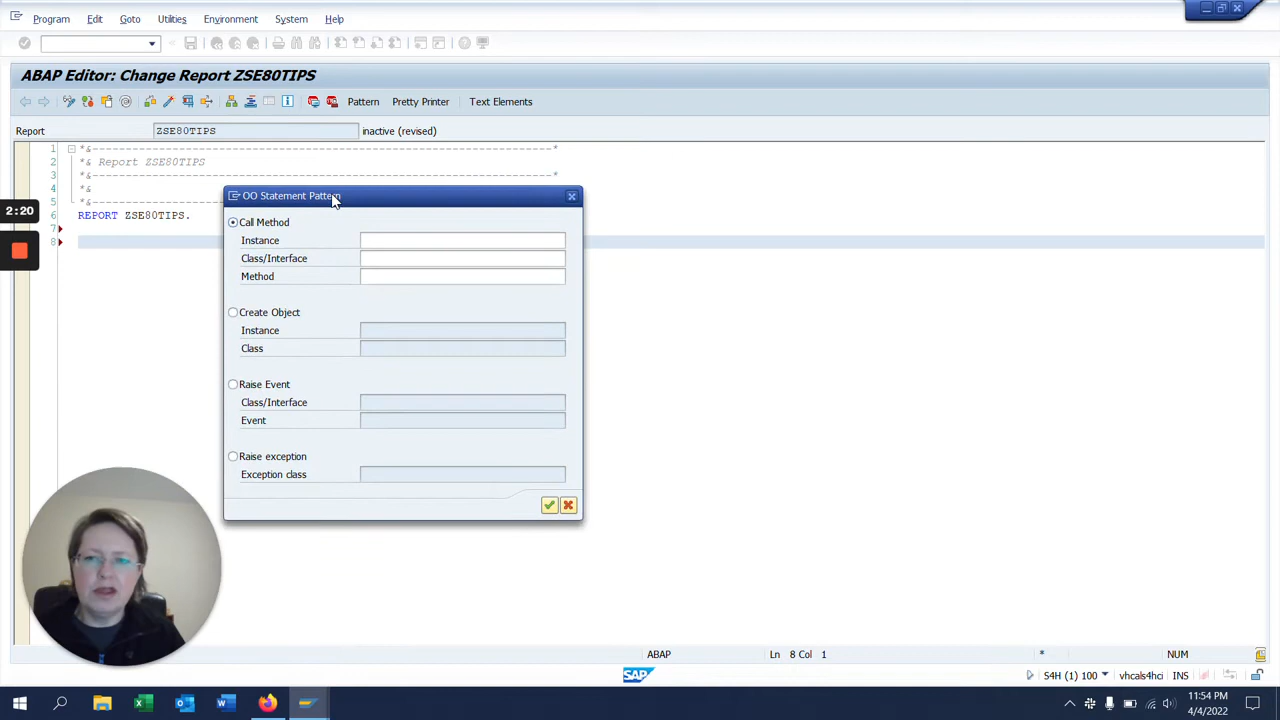 Program Edit Goto Utilities Environment System Help
ABAP Editor: Change Report ZSE80TIPS
Pattern Pretty Printer Text Elements
Report ZSE80TIPS inactive (revised)
1 *&---------------------------------------------------------------------*
2 *& Report ZSE80TIPS
3 *&---------------------------------------------------------------------*
4 *&
5 *&---------------------------------------------------------------------*
6 REPORT ZSE80TIPS.
7
8
2:20
OO Statement Pattern
Call Method
Instance
Class/Interface
Method
Create Object
Instance
Class
Raise Event
Class/Interface
Event
Raise exception
Exception class
ABAP Ln 8 Col 1 * NUM
SAP S4H (1) 100 vhcals4hci INS
11:54 PM
4/4/2022